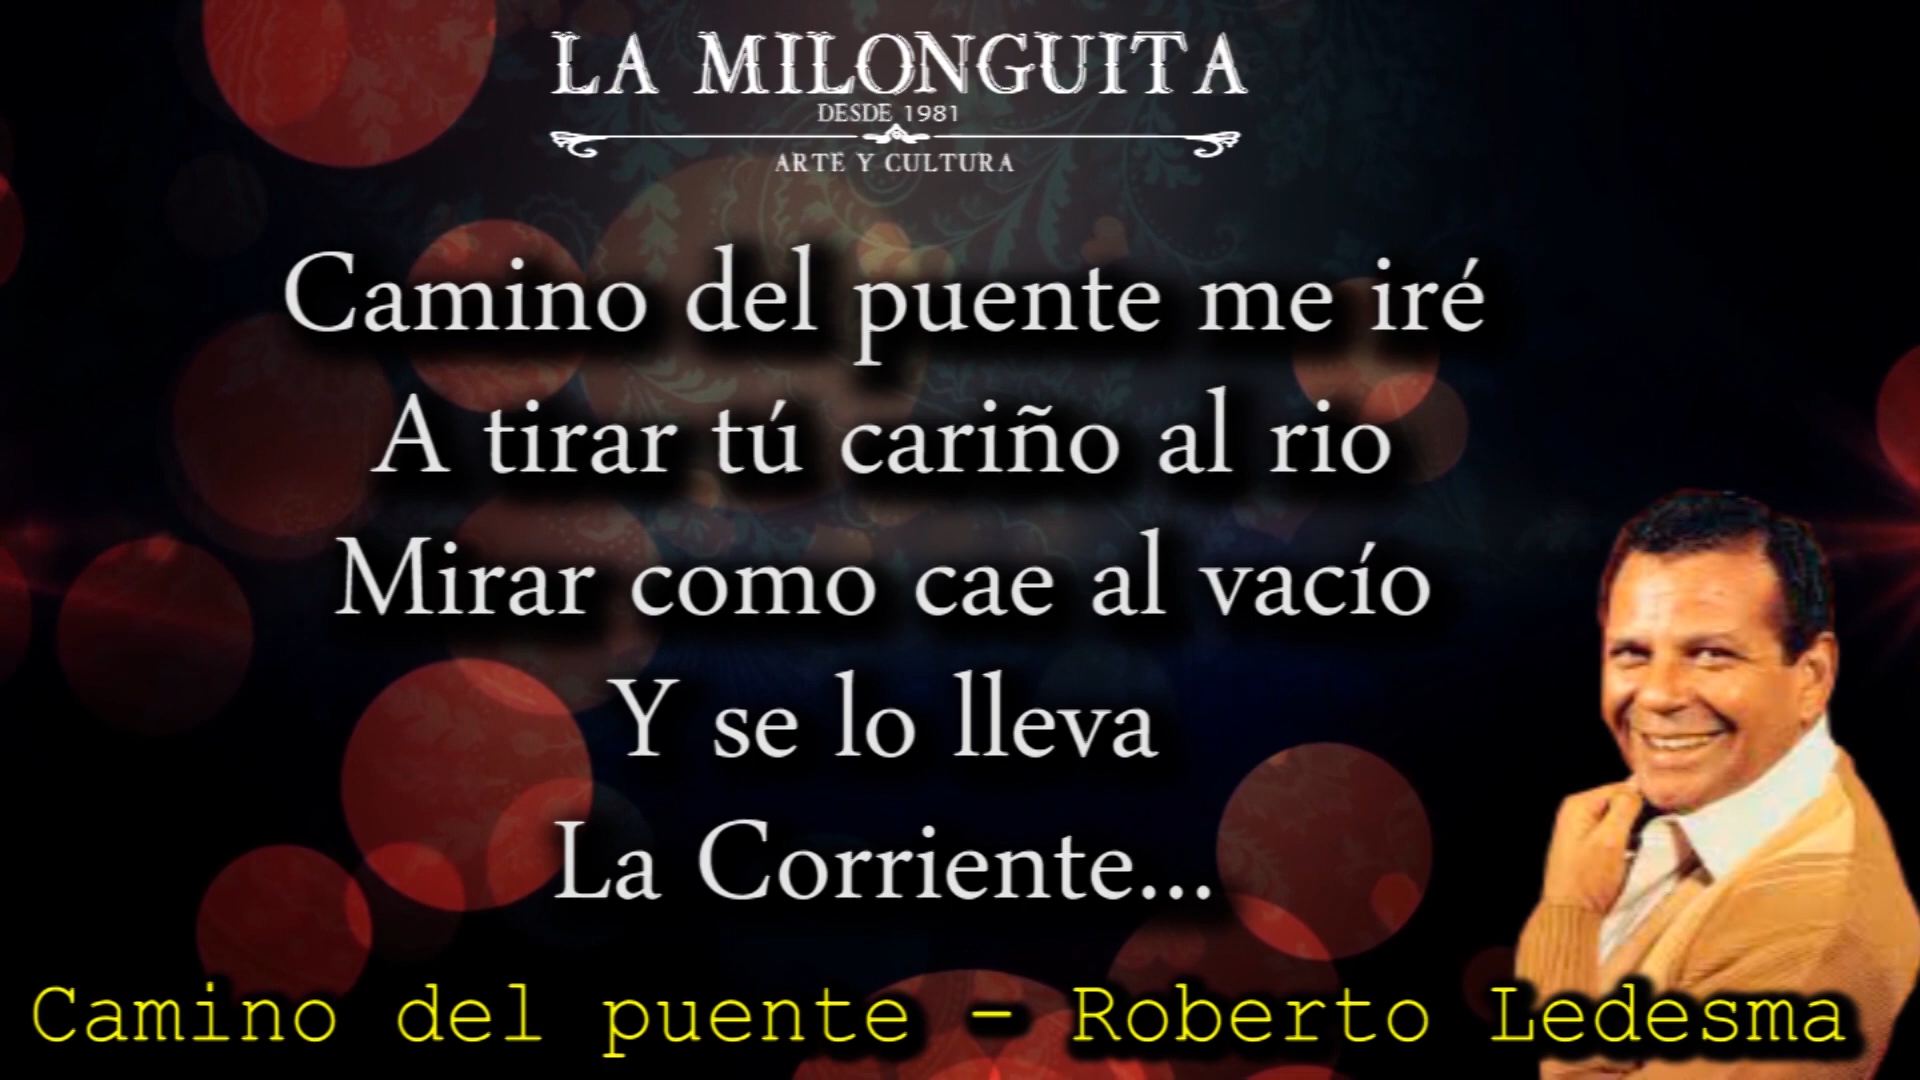 LA MILONGUITA
DESDE 1981
ARTE Y CULTURA
Camino del puente me iré
A tirar tú cariño al rio
Mirar como cae al vacío
Y se lo lleva
La Corriente...
Camino del puente - Roberto Ledesma